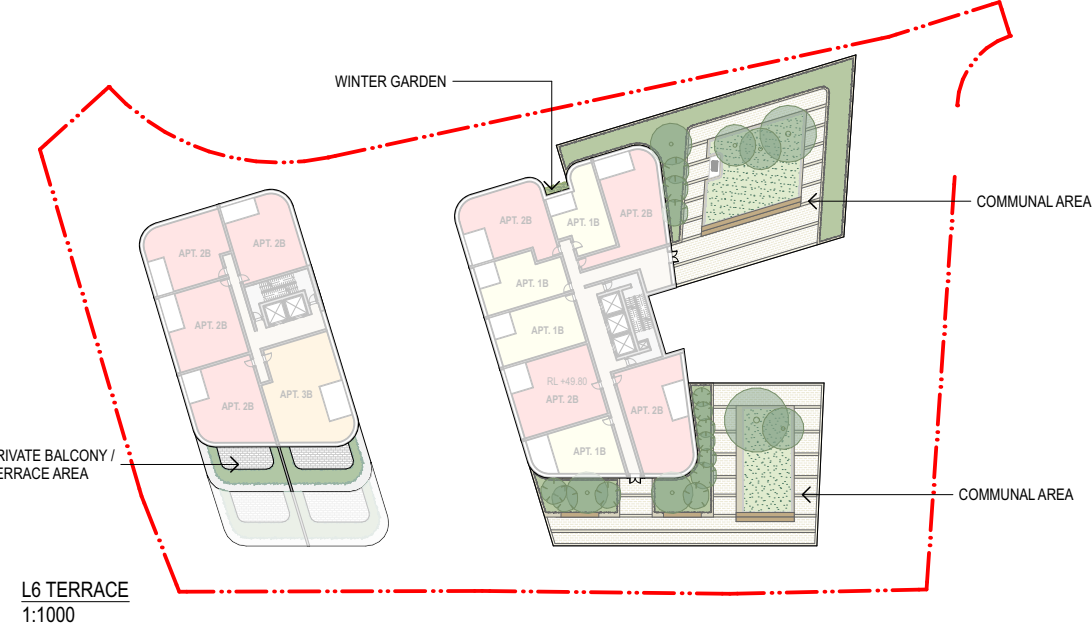 WINTER GARDEN
COMMUNAL AREA
APT. 2B
APT. 1B
APT. 2B
APT. 2B
APT. 2B
APT. 1B
APT. 2B
APT. 1B
RL +49.80
APT. 2B
APT. 3B
APT. 2B
APT. 2B
APT. 1B
RIVATE BALCONY /
ERRACE AREA
COMMUNAL AREA
L6 TERRACE
1:1000